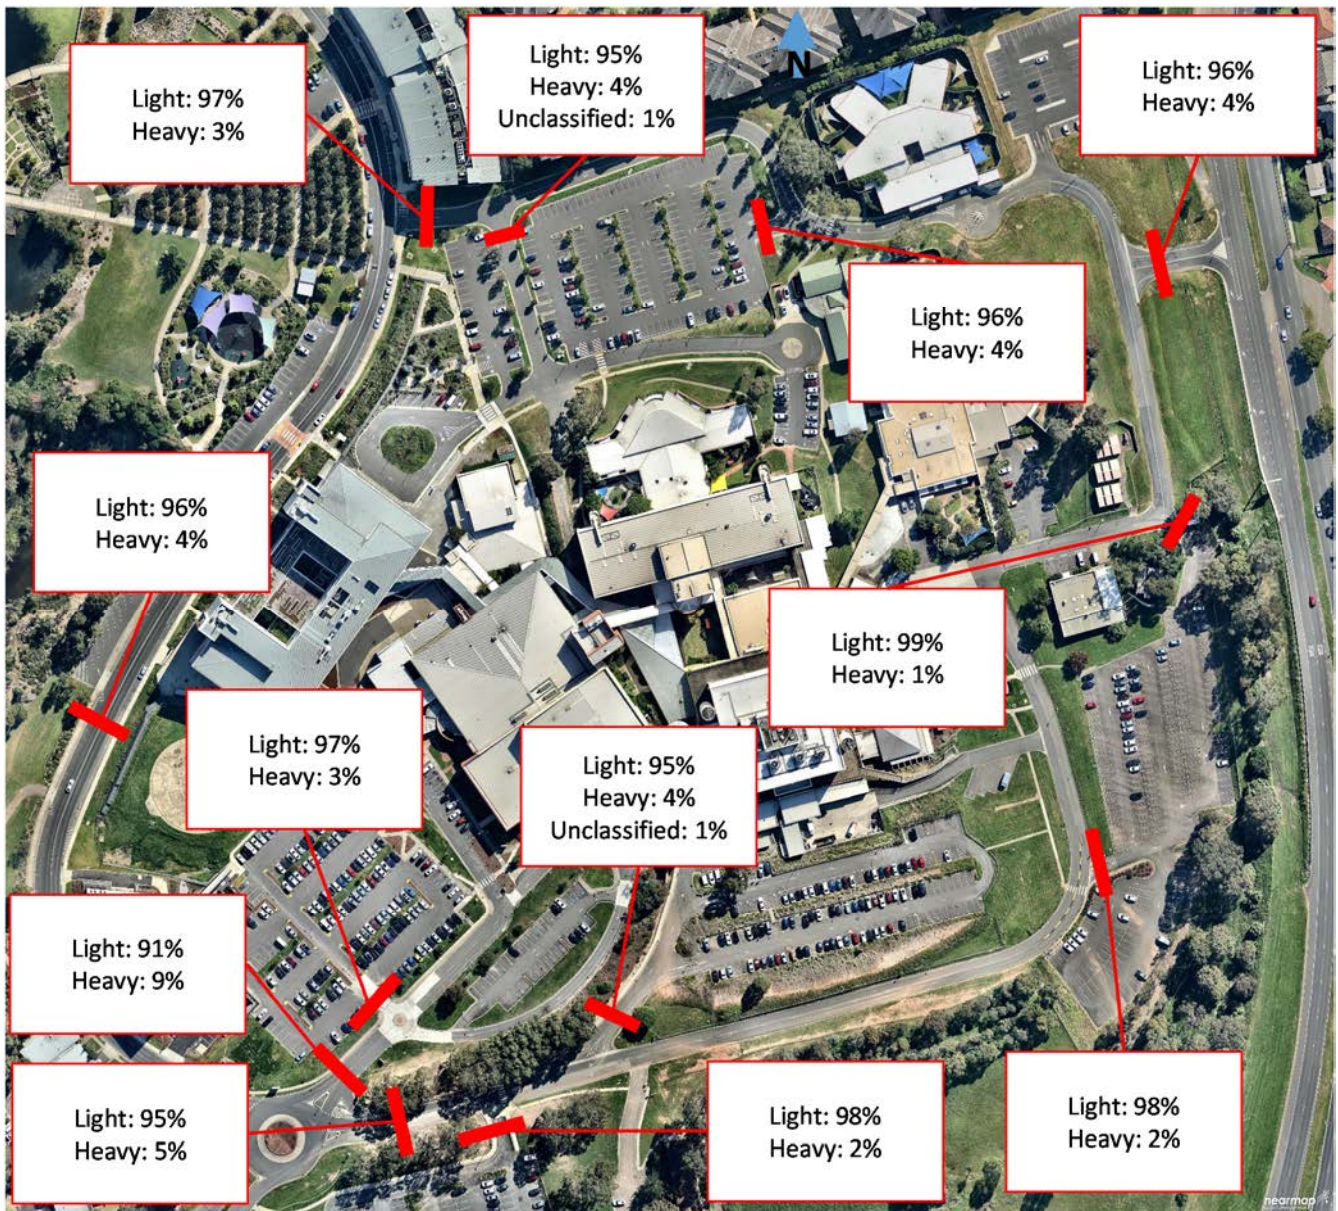 N
Light: 97%
Heavy: 3%
Light: 95%
Heavy: 4%
Unclassified: 1%
Light: 96%
Heavy: 4%
Light: 96%
Heavy: 4%
Light: 96%
Heavy: 4%
Light: 99%
Heavy: 1%
Light: 97%
Heavy: 3%
Light: 95%
Heavy: 4%
Unclassified: 1%
Light: 91%
Heavy: 9%
Light: 95%
Heavy: 5%
Light: 98%
Heavy: 2%
Light: 98%
Heavy: 2%
nearmap